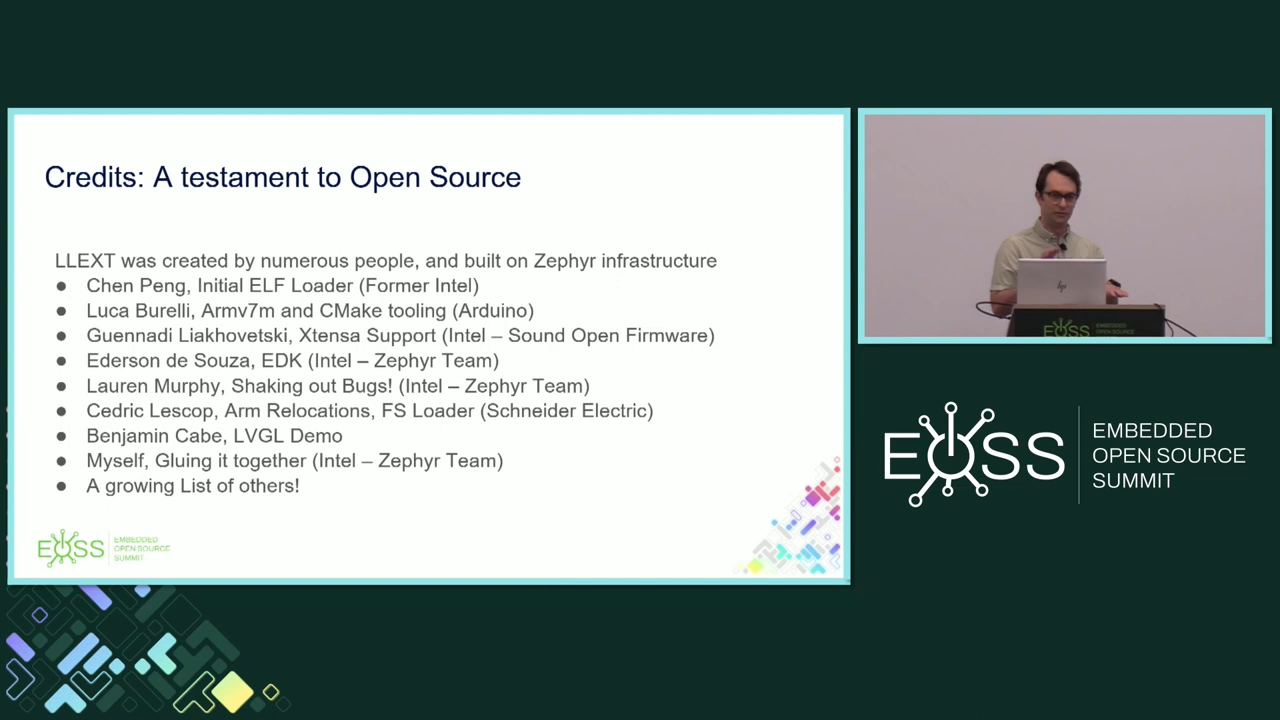 Credits: A testament to Open Source
LLEXT was created by numerous people, and built on Zephyr infrastructure
● Chen Peng, Initial ELF Loader (Former Intel)
● Luca Burelli, Armv7m and CMake tooling (Arduino)
● Guennadi Liakhovetski, Xtensa Support (Intel – Sound Open Firmware)
● Ederson de Souza, EDK (Intel – Zephyr Team)
● Lauren Murphy, Shaking out Bugs! (Intel – Zephyr Team)
● Cedric Lescop, Arm Relocations, FS Loader (Schneider Electric)
● Benjamin Cabe, LVGL Demo
● Myself, Gluing it together (Intel – Zephyr Team)
● A growing List of others!
EOSS
EMBEDDED
OPEN SOURCE
SUMMIT
hp
EOSS
EOSS
EMBEDDED
OPEN SOURCE
SUMMIT